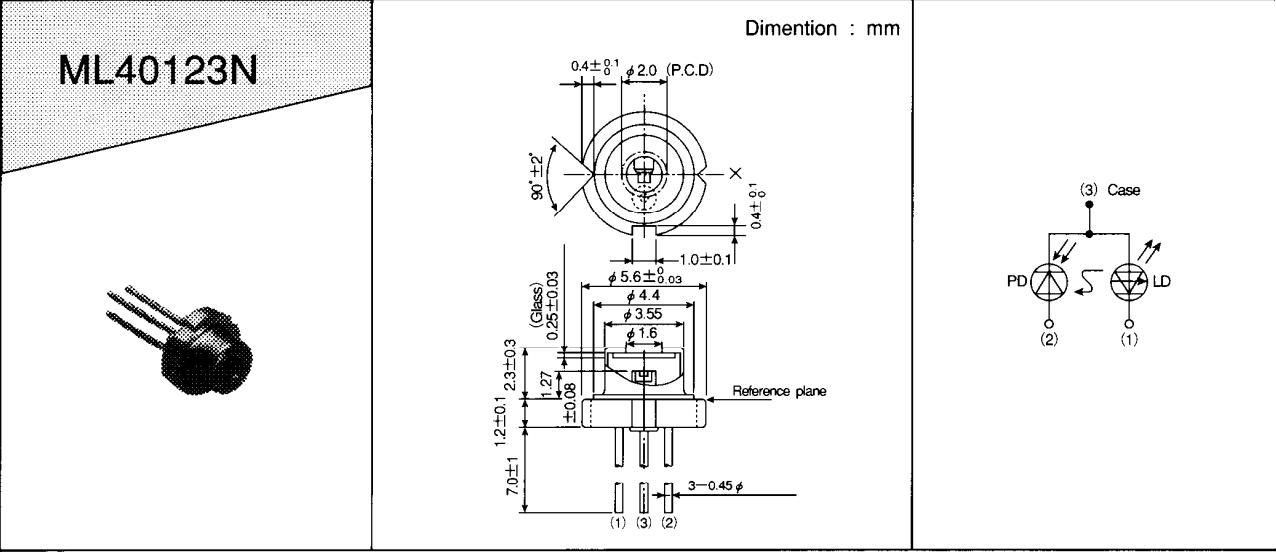 ML40123N
Dimention : mm
0.4±0.1 0
φ2.0 (P.C.D)
90°±2°
0.4±0.1 0
1.0±0.1
φ5.6±0 0.03
φ4.4
φ3.55
φ1.6
(Glass)
0.25±0.03
2.3±0.3
1.27
±0.08
1.2±0.1
7.0±1
Reference plane
3—0.45φ
(1) (3) (2)
(3) Case
PD
LD
(2)
(1)